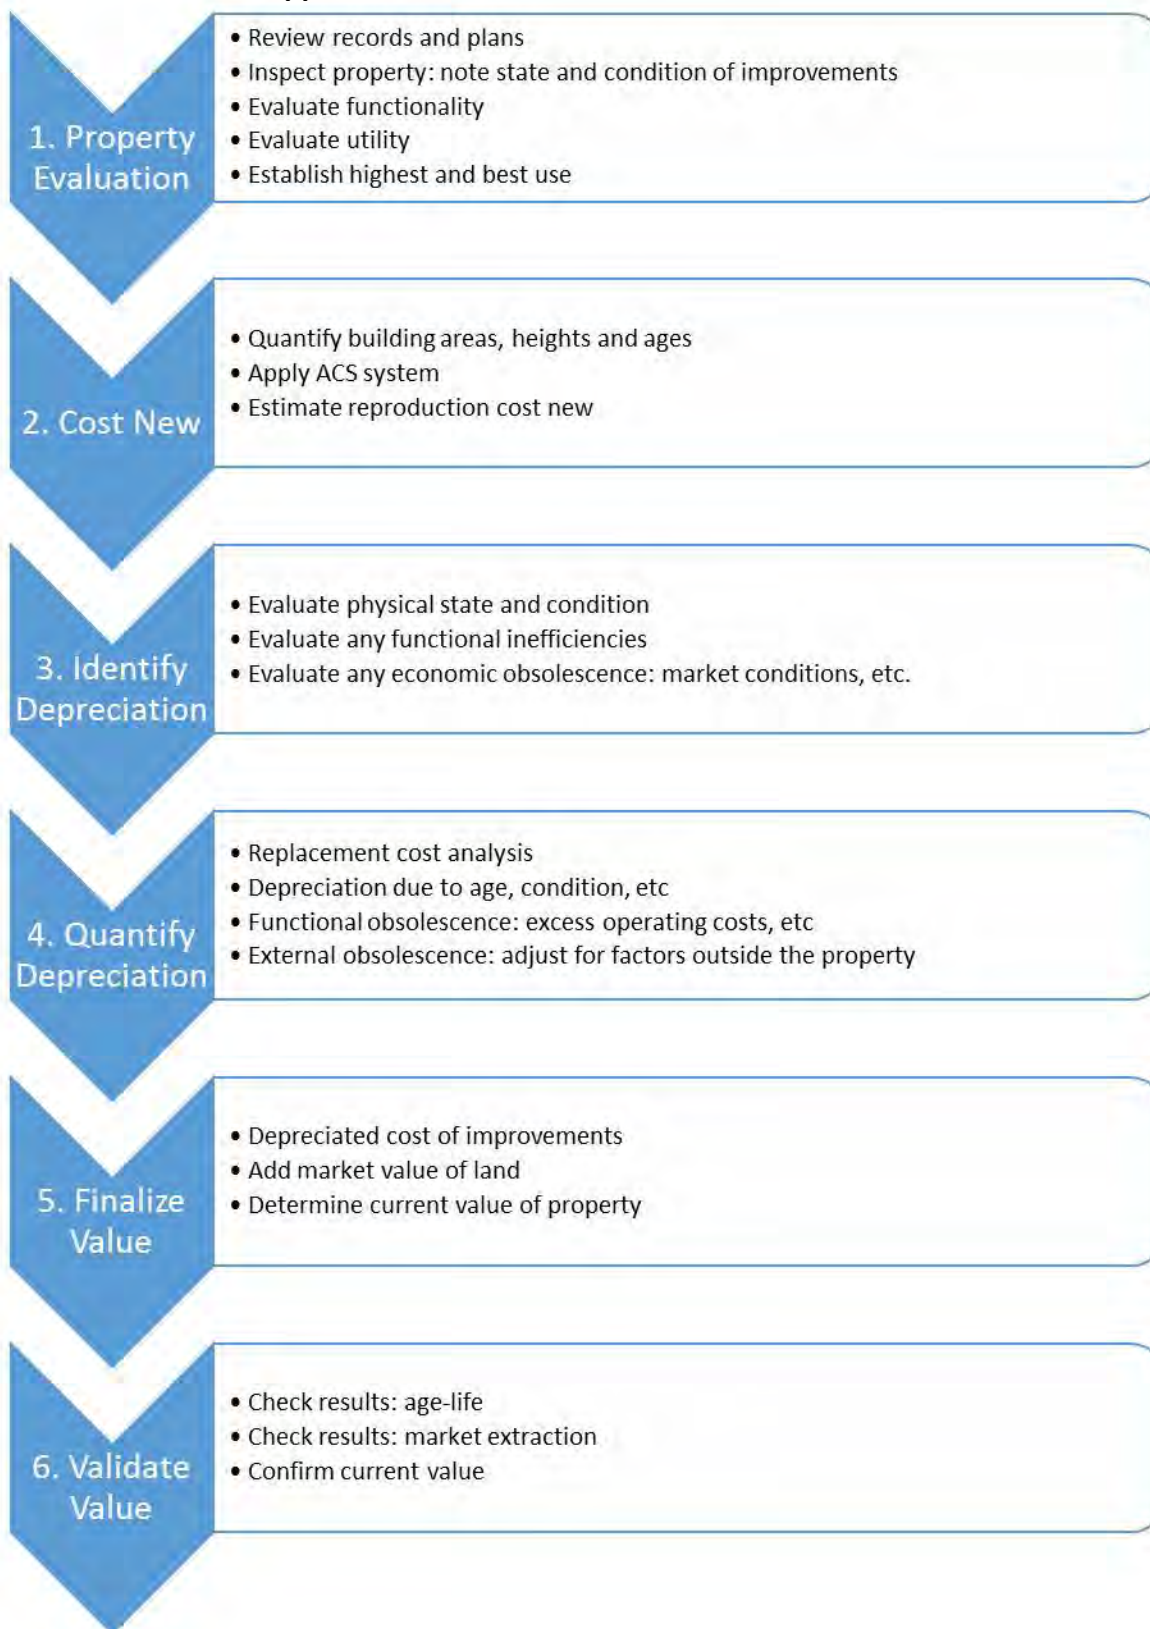 1. Property
Evaluation
• Review records and plans
• Inspect property: note state and condition of improvements
• Evaluate functionality
• Evaluate utility
• Establish highest and best use
2. Cost New
• Quantify building areas, heights and ages
• Apply ACS system
• Estimate reproduction cost new
3. Identify
Depreciation
• Evaluate physical state and condition
• Evaluate any functional inefficiencies
• Evaluate any economic obsolescence: market conditions, etc.
4. Quantify
Depreciation
• Replacement cost analysis
• Depreciation due to age, condition, etc
• Functional obsolescence: excess operating costs, etc
• External obsolescence: adjust for factors outside the property
5. Finalize
Value
• Depreciated cost of improvements
• Add market value of land
• Determine current value of property
6. Validate
Value
• Check results: age-life
• Check results: market extraction
• Confirm current value